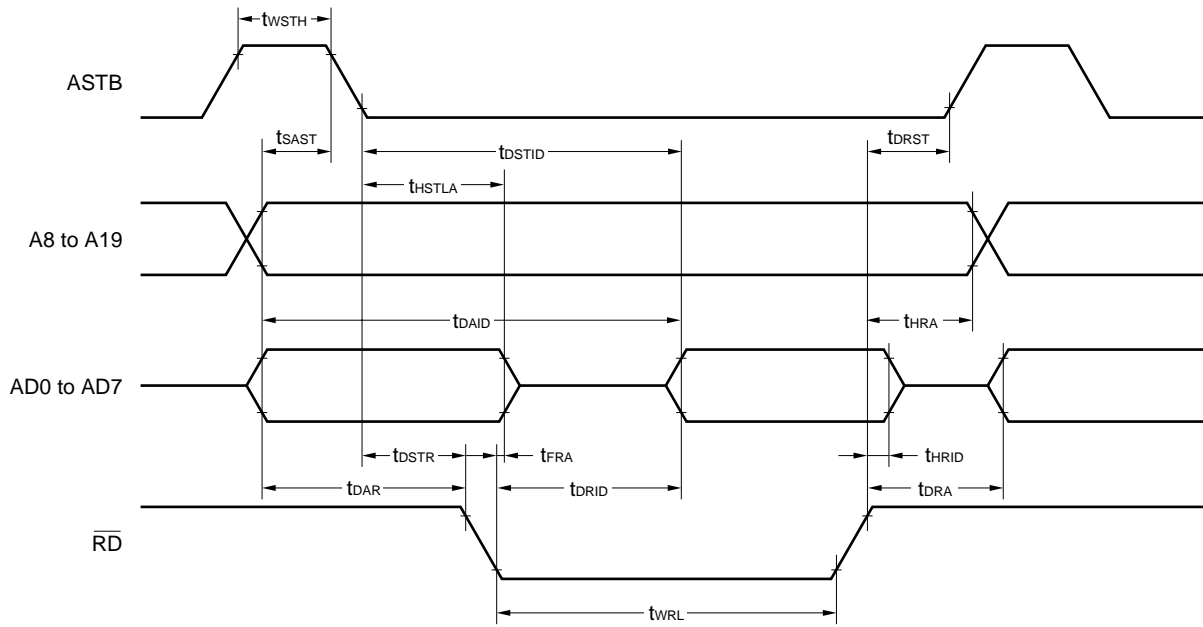 tWSTH
ASTB
tSAST
tDSTID
tDRST
tHSTLA
A8 to A19
tDAID
tHRA
AD0 to AD7
tDSTR
tFRA
tHRID
tDAR
tDRID
tDRA
RD
tWRL